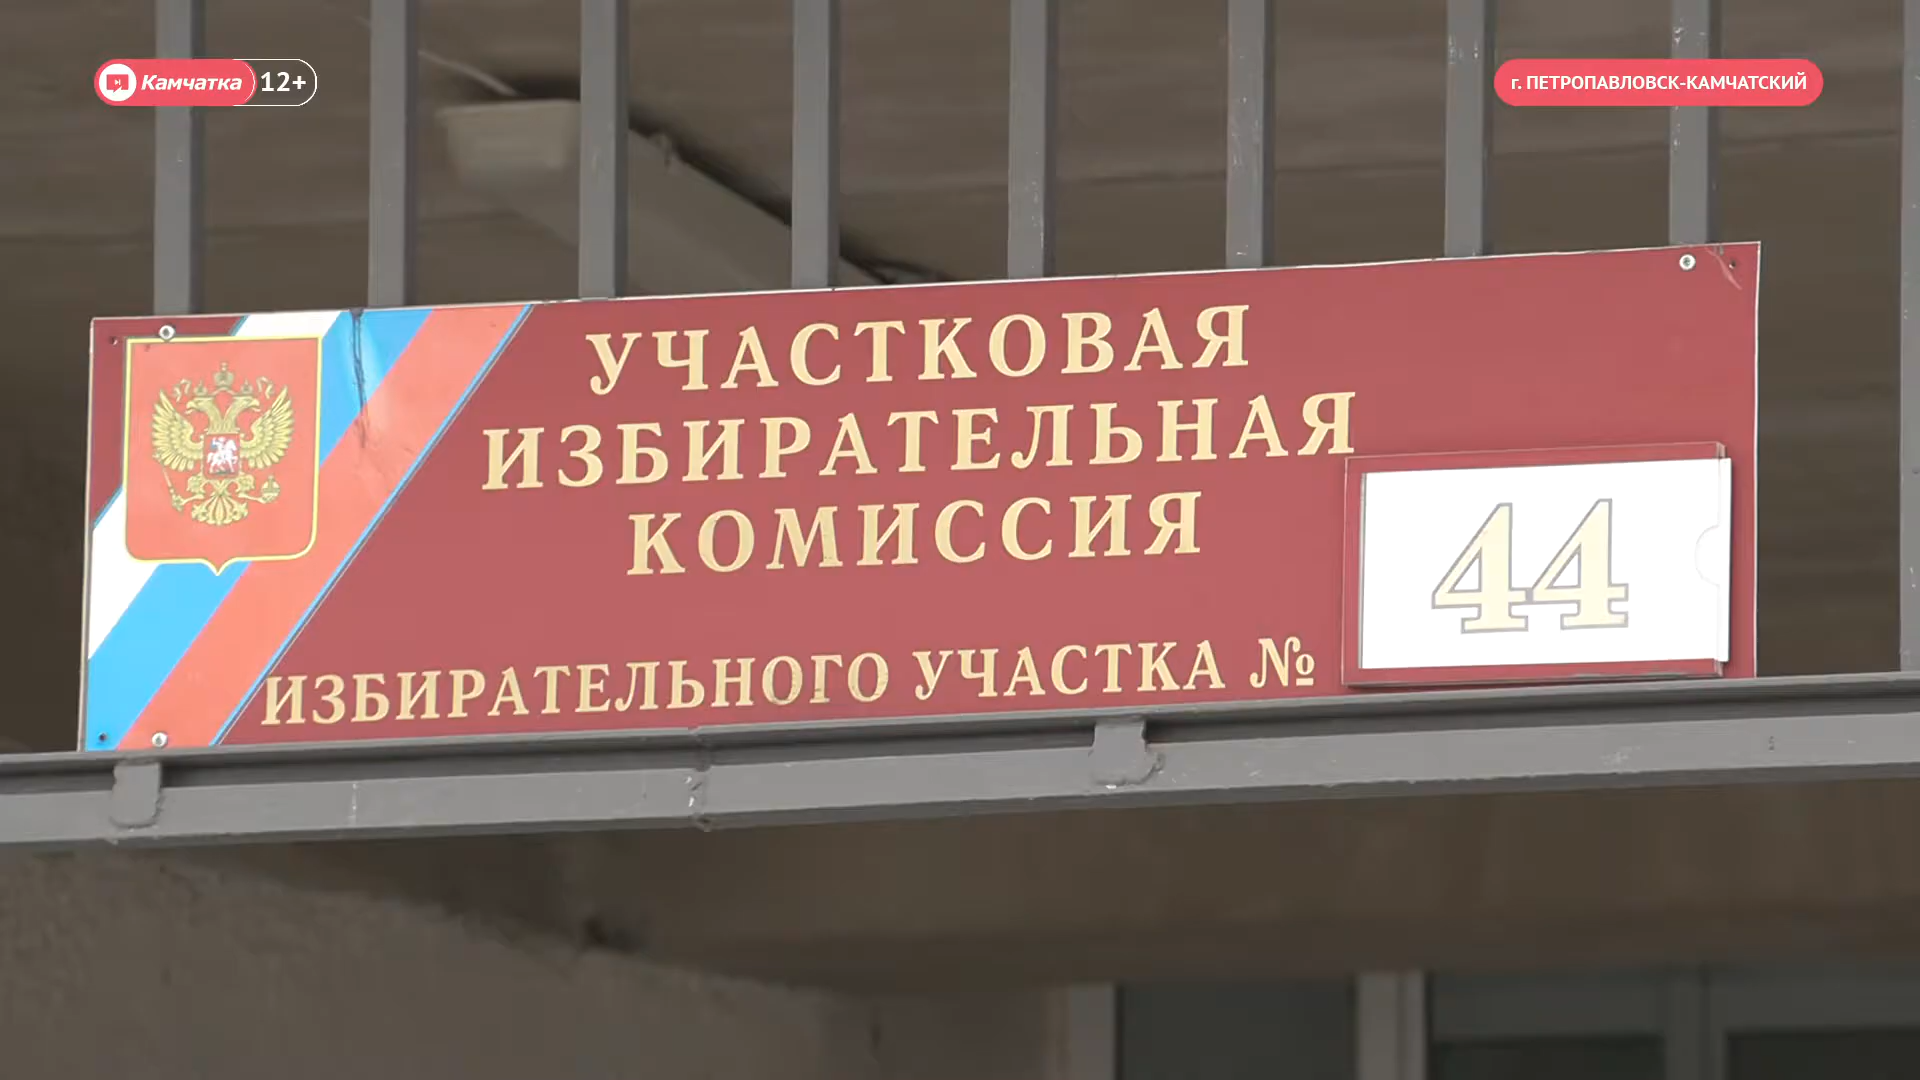 Камчатка 12+
г. ПЕТРОПАВЛОВСК-КАМЧАТСКИЙ
УЧАСТКОВАЯ
ИЗБИРАТЕЛЬНАЯ
КОМИССИЯ
ИЗБИРАТЕЛЬНОГО УЧАСТКА № 44